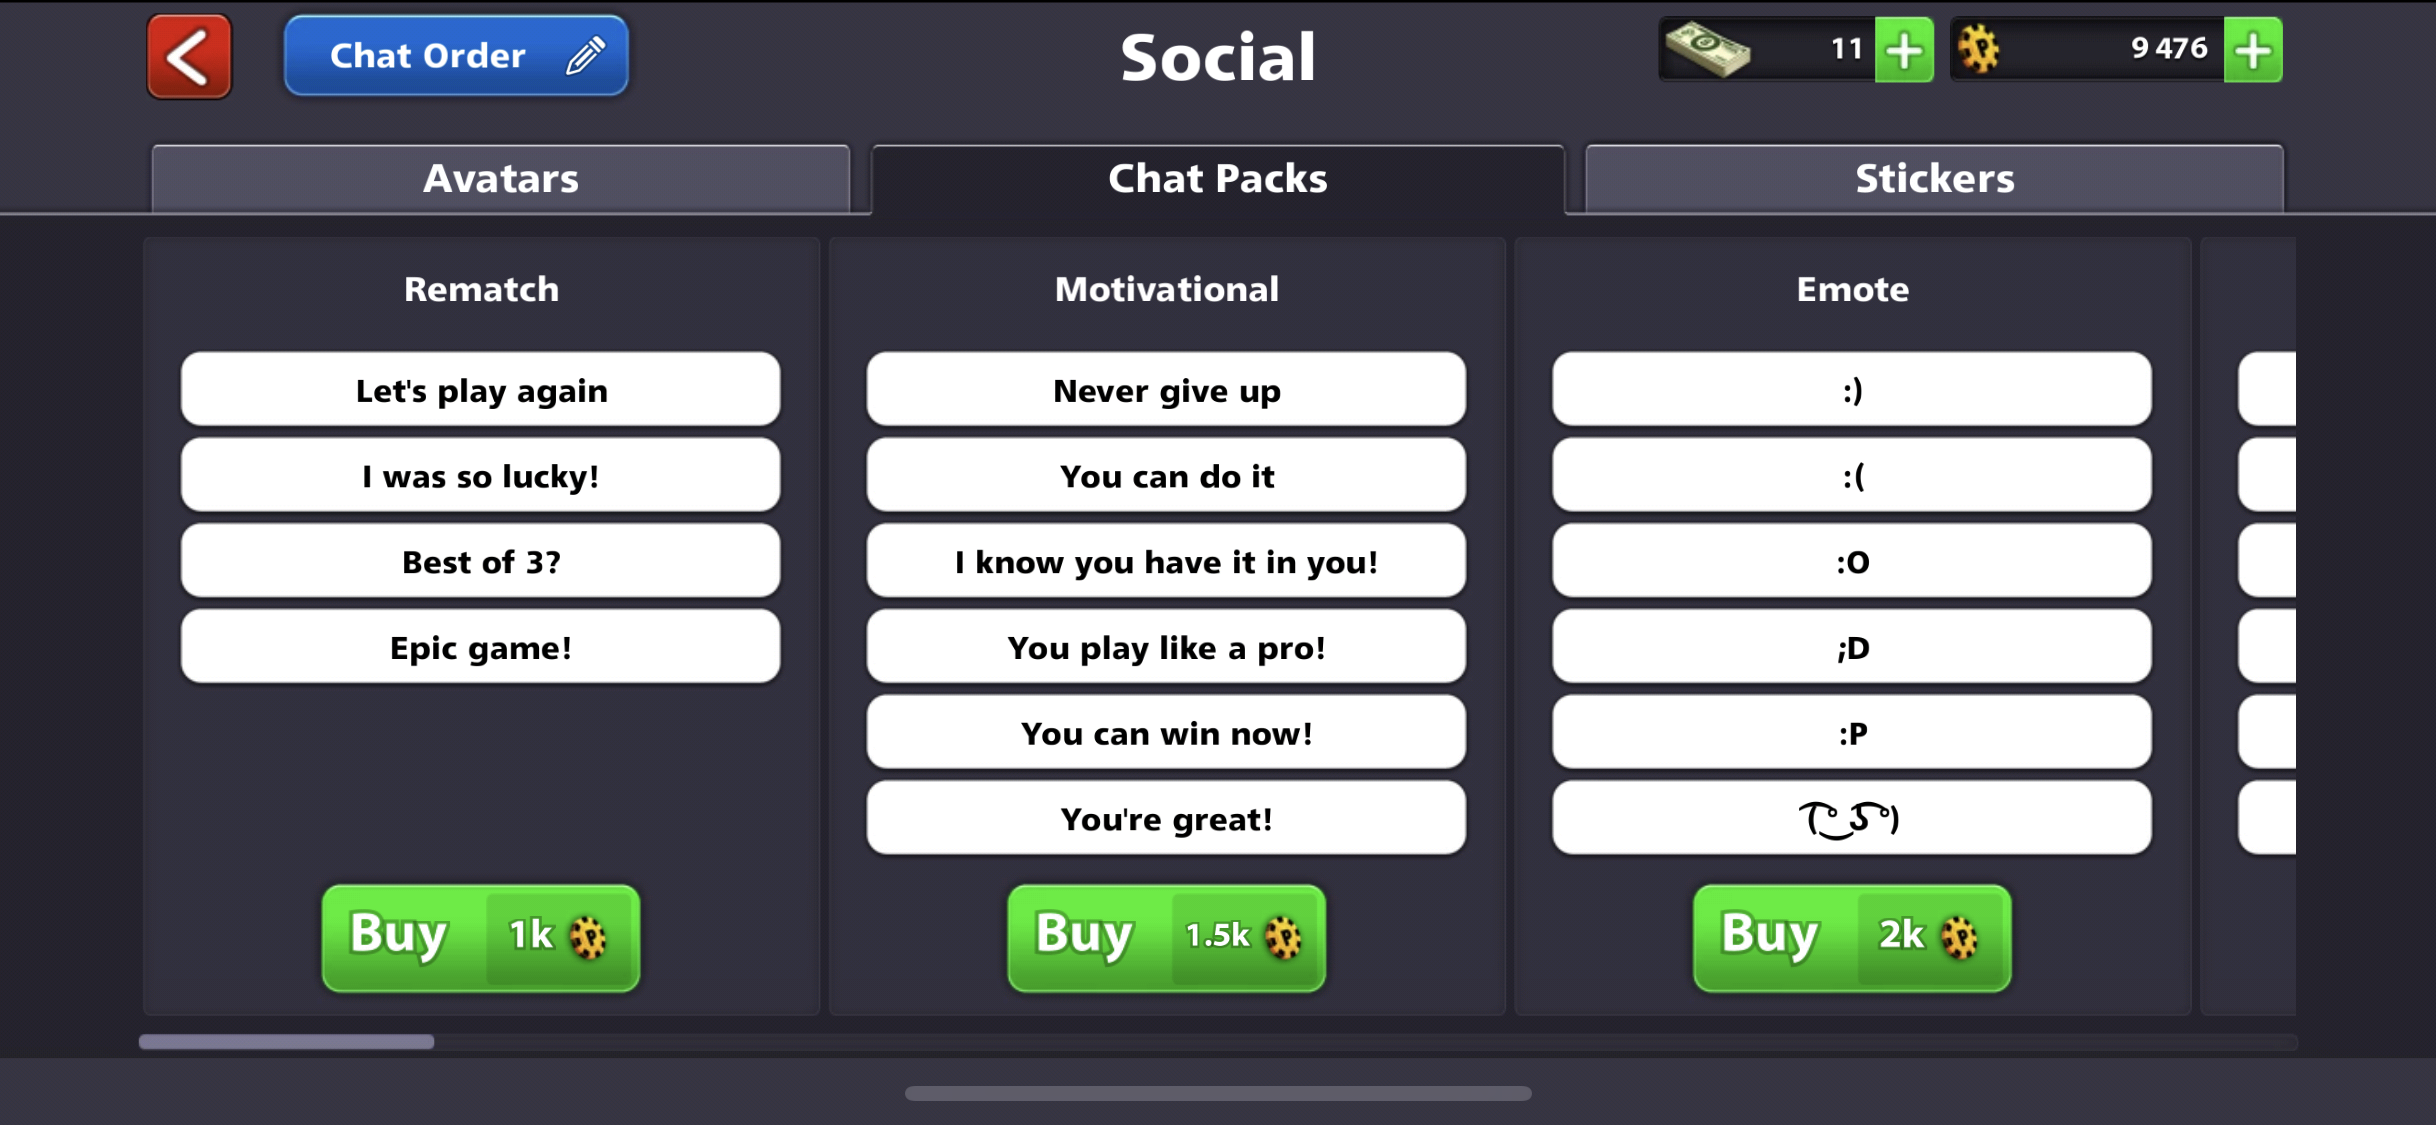 Chat Order
Social
11
9 476
Avatars
Chat Packs
Stickers
Rematch
Let's play again
I was so lucky!
Best of 3?
Epic game!
Buy 1k
Motivational
Never give up
You can do it
I know you have it in you!
You play like a pro!
You can win now!
You're great!
Buy 1.5k
Emote
:)
:(
:O
;D
:P
( ͡° ͜ʖ ͡°)
Buy 2k